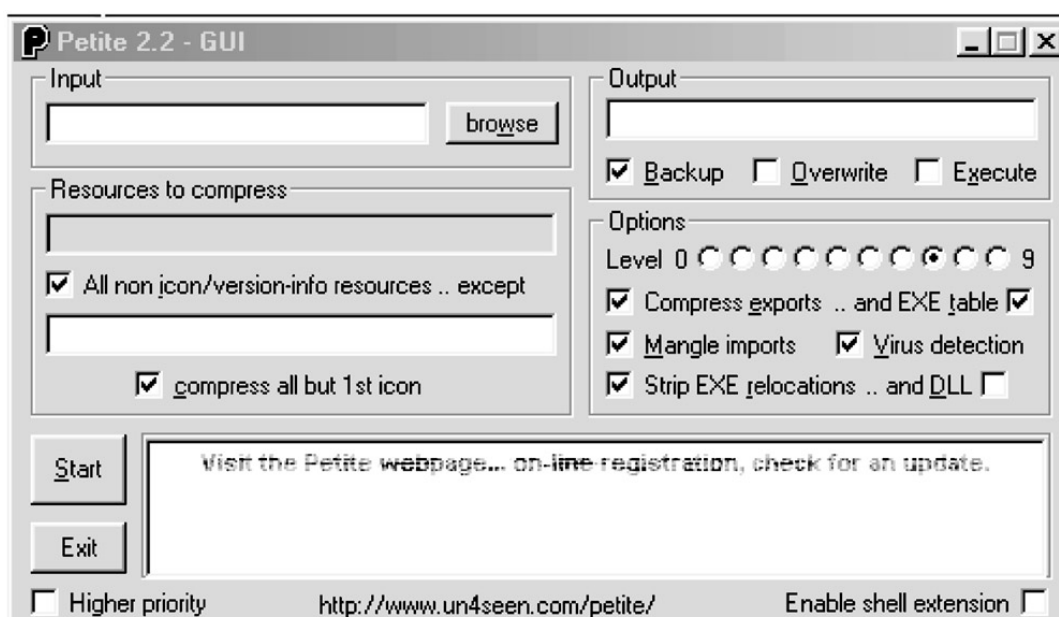 Petite 2.2 - GUI
Input
browse
Output
Backup Overwrite Execute
Resources to compress
All non icon/version-info resources .. except
compress all but 1st icon
Options
Level 0 9
Compress exports .. and EXE table
Mangle imports Virus detection
Strip EXE relocations .. and DLL
Start
Visit the Petite webpage... on-line registration, check for an update.
Exit
Higher priority http://www.un4seen.com/petite/ Enable shell extension